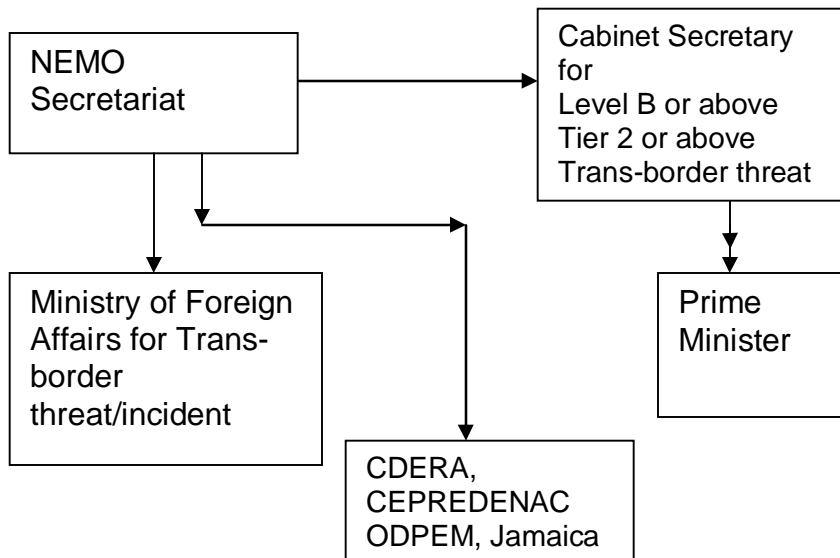 NEMO
Secretariat
Cabinet Secretary
for
Level B or above
Tier 2 or above
Trans-border threat
Ministry of Foreign
Affairs for Trans-
border
threat/incident
Prime
Minister
CDERA,
CEPREDENAC
ODPEM, Jamaica